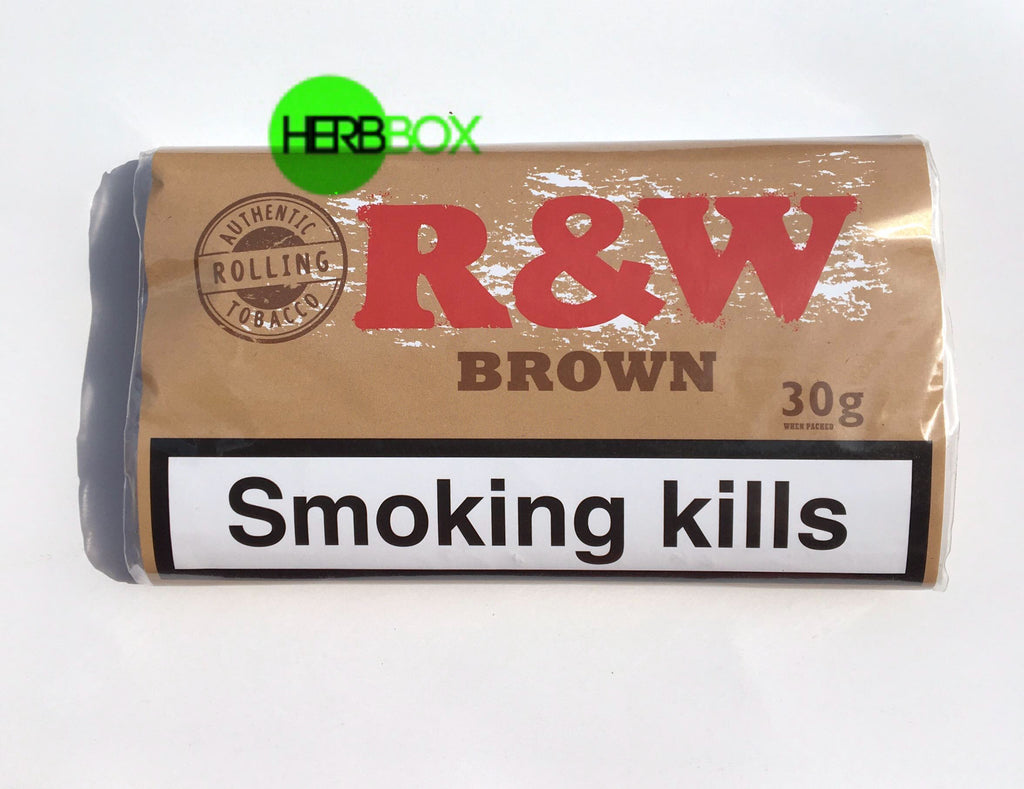 HERBBOX
AUTHENTIC
ROLLING
TOBACCO
R&W
BROWN
30g
WHEN PACKED
Smoking kills